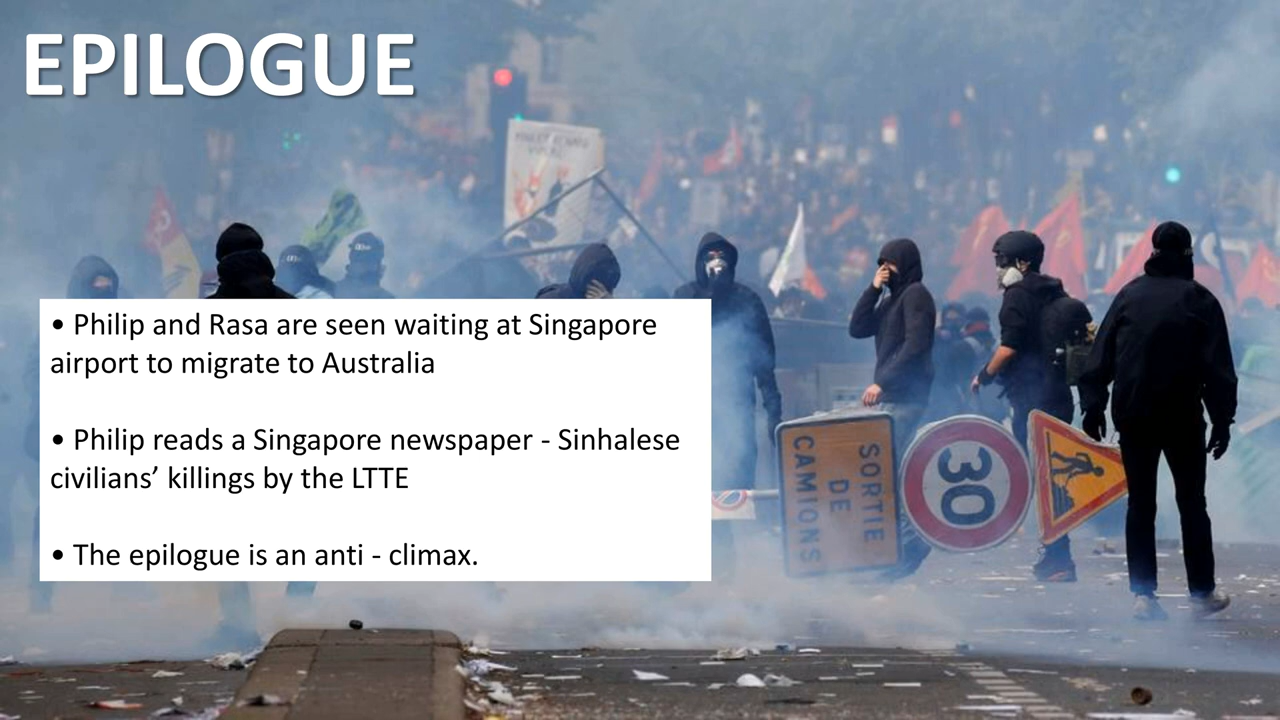 EPILOGUE
• Philip and Rasa are seen waiting at Singapore
airport to migrate to Australia
• Philip reads a Singapore newspaper - Sinhalese
civilians’ killings by the LTTE
• The epilogue is an anti - climax.
SORTIE
DE
CAMIONS
30